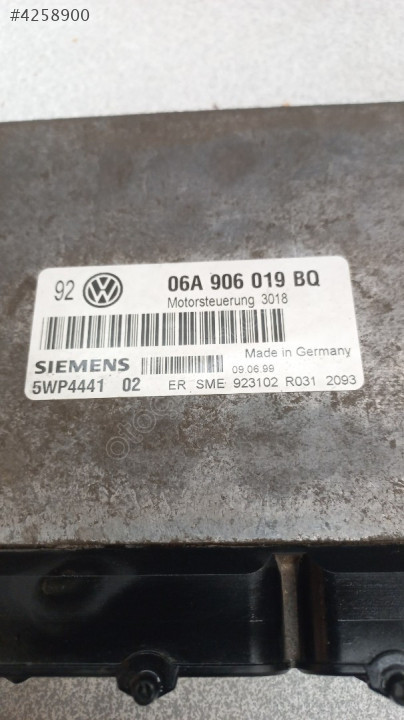 #4258900
92 VW 06A 906 019 BQ
Motorsteuerung 3018
SIEMENS Made in Germany
09.06.99
5WP4441 02 ER SME 923102 R031 2093